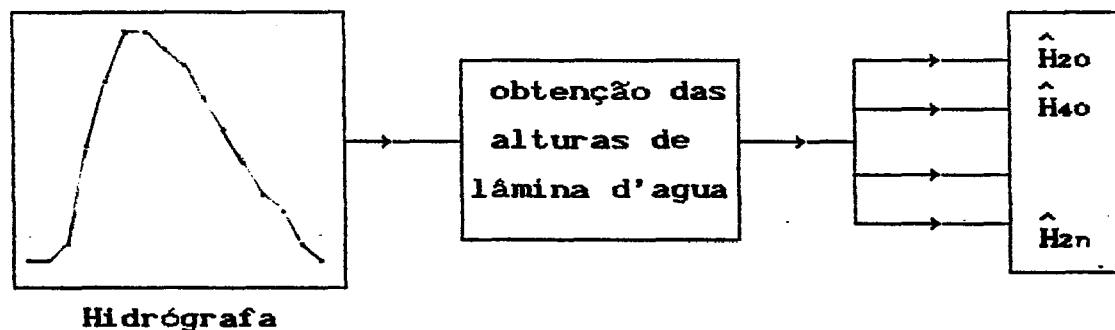 Hidrógrafa
obtenção das
alturas de
lâmina d'agua
Ĥ20
Ĥ40
Ĥ2n